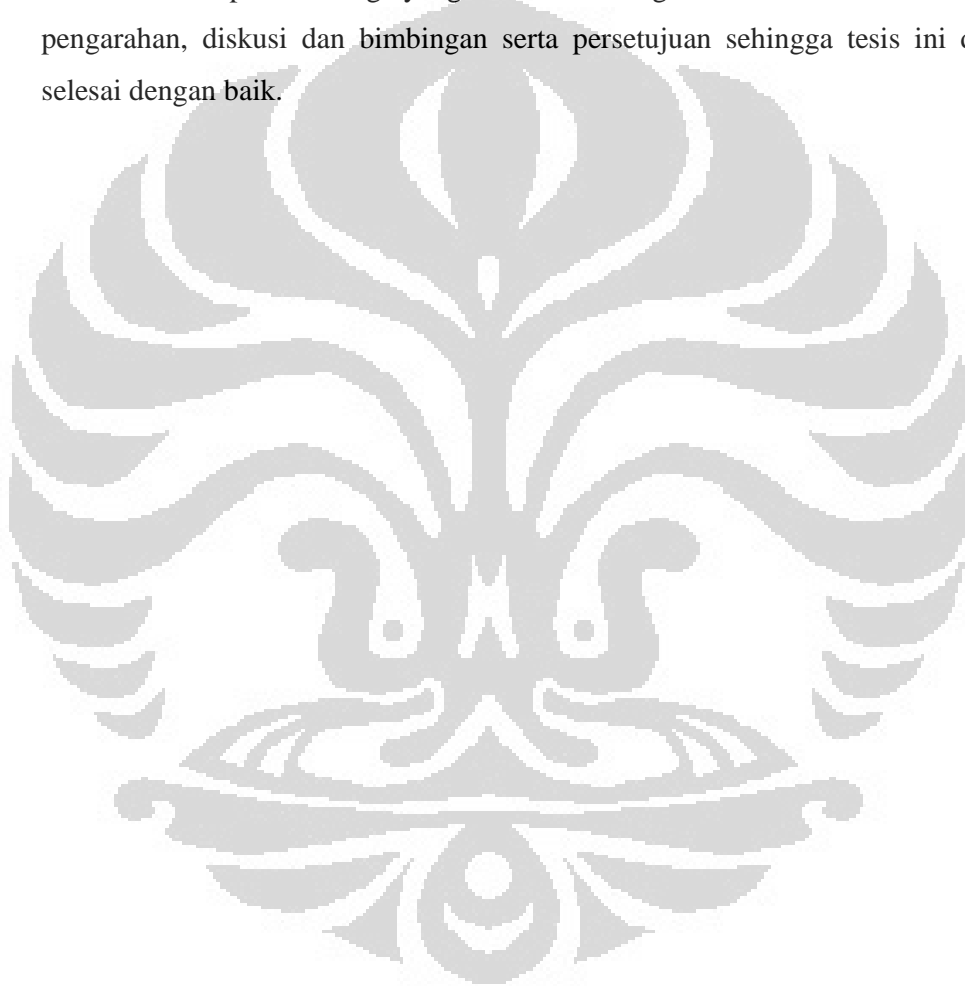 pengarahan, diskusi dan bimbingan serta persetujuan sehingga tesis ini
selesai dengan baik.